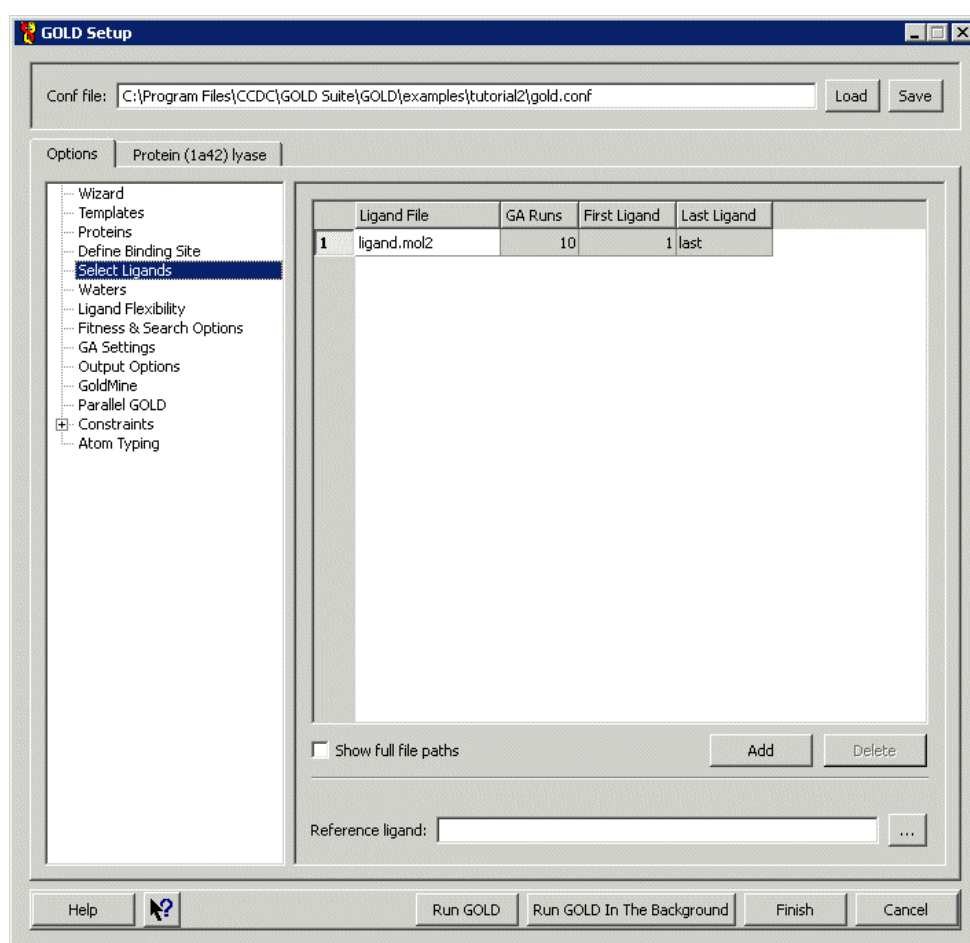 GOLD Setup
Conf file: C:\Program Files\CCDC\GOLD Suite\GOLD\examples\tutorial2\gold.conf Load Save
Options Protein (1a42) lyase
Wizard
Templates
Proteins
Define Binding Site
Select Ligands
Waters
Ligand Flexibility
Fitness & Search Options
GA Settings
Output Options
GoldMine
Parallel GOLD
Constraints
Atom Typing
Ligand File GA Runs First Ligand Last Ligand
1 ligand.mol2 10 1 last
Show full file paths Add Delete
Reference ligand: ...
Help ? Run GOLD Run GOLD In The Background Finish Cancel